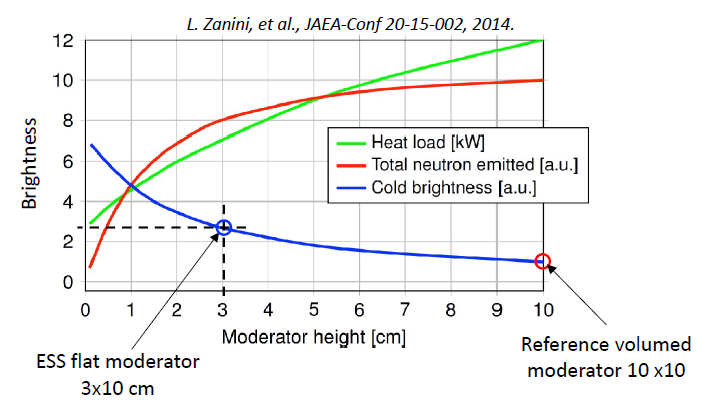 L. Zanini, et al., JAEA-Conf 20-15-002, 2014.
12
10
8
6
4
2
0
Brightness
Heat load [kW]
Total neutron emitted [a.u.]
Cold brightness [a.u.]
0 1 2 3 4 5 6 7 8 9 10
Moderator height [cm]
ESS flat moderator
3x10 cm
Reference volumed
moderator 10 x10